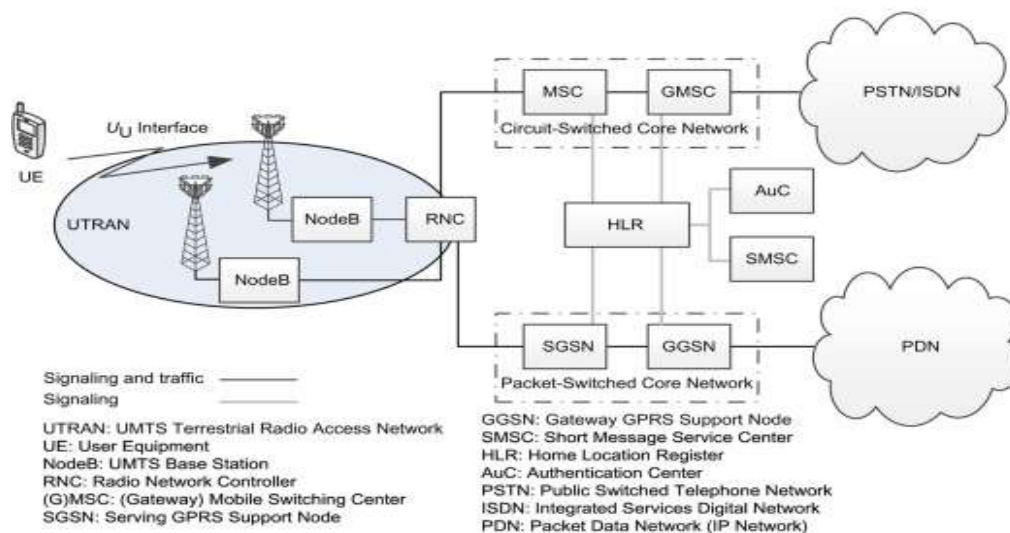 MSC
GMSC
Circuit-Switched Core Network
PSTN/ISDN
UU Interface
UE
UTRAN
NodeB
RNC
NodeB
HLR
AuC
SMSC
SGSN
GGSN
Packet-Switched Core Network
PDN
Signaling and traffic
Signaling
UTRAN: UMTS Terrestrial Radio Access Network
UE: User Equipment
NodeB: UMTS Base Station
RNC: Radio Network Controller
(G)MSC: (Gateway) Mobile Switching Center
SGSN: Serving GPRS Support Node
GGSN: Gateway GPRS Support Node
SMSC: Short Message Service Center
HLR: Home Location Register
AuC: Authentication Center
PSTN: Public Switched Telephone Network
ISDN: Integrated Services Digital Network
PDN: Packet Data Network (IP Network)